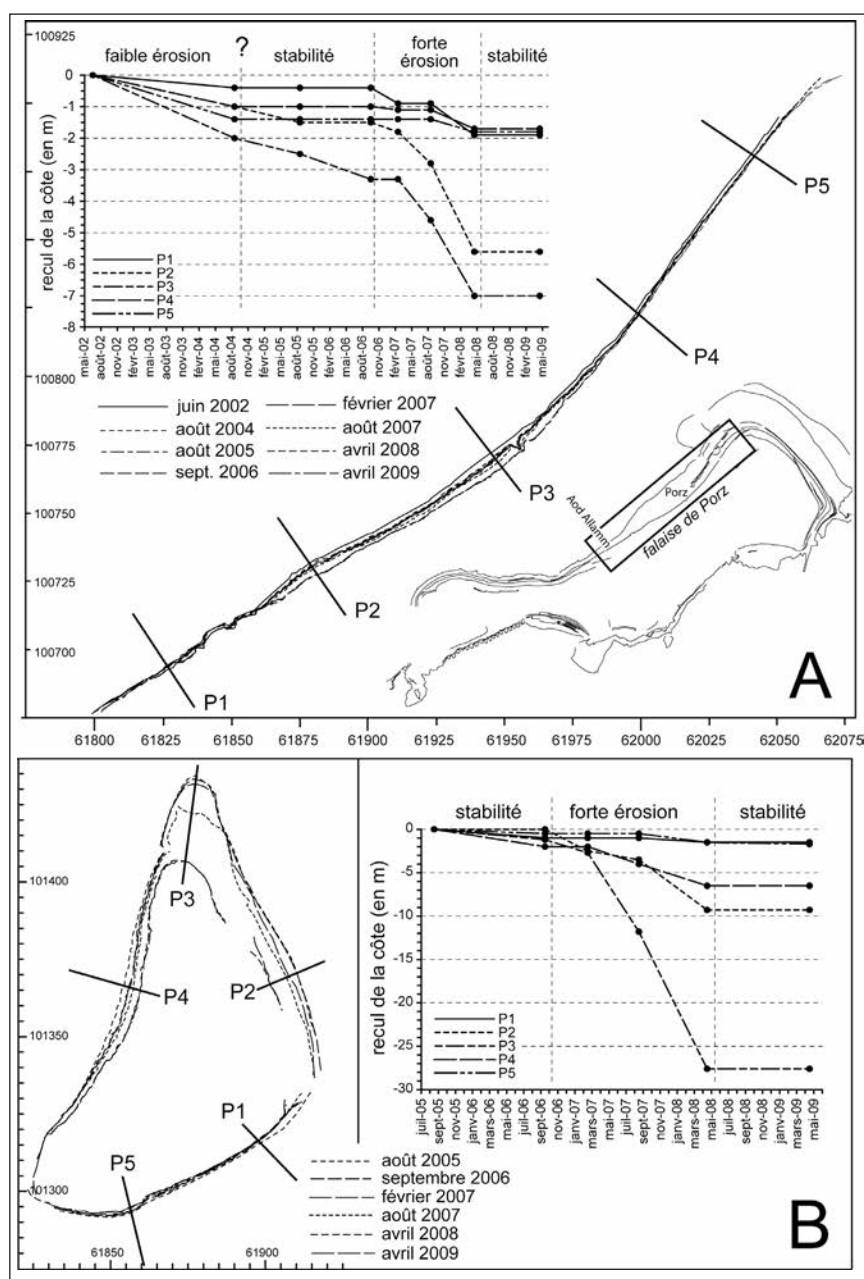 100925
100800
100775
100750
100725
100700
faible érosion
?
stabilité
forte
érosion
stabilité
recul de la côte (en m)
0
-1
-2
-3
-4
-5
-6
-7
-8
P1
P2
P3
P4
P5
mai-02
août-02
nov-02
févr-03
mai-03
août-03
nov-03
févr-04
mai-04
août-04
nov-04
févr-05
mai-05
août-05
nov-05
févr-06
mai-06
août-06
nov-06
févr-07
mai-07
août-07
nov-07
févr-08
mai-08
août-08
nov-08
févr-09
mai-09
juin 2002
août 2004
août 2005
sept. 2006
février 2007
août 2007
avril 2008
avril 2009
P5
P4
P3
P2
P1
Aod Allamm
Porz
falaise de Porz
A
61800 61825 61850 61875 61900 61925 61950 61975 62000 62025 62050 62075
101400
101350
101300
P3
P4
P2
P1
P5
61850
61900
août 2005
septembre 2006
février 2007
août 2007
avril 2008
avril 2009
stabilité
forte érosion
stabilité
recul de la côte (en m)
0
-5
-10
-15
-20
-25
-30
P1
P2
P3
P4
P5
juil-05
sept-05
nov-05
janv-06
mars-06
mai-06
juil-06
sept-06
nov-06
janv-07
mars-07
mai-07
juil-07
sept-07
nov-07
janv-08
mars-08
mai-08
juil-08
sept-08
nov-08
janv-09
mars-09
mai-09
B